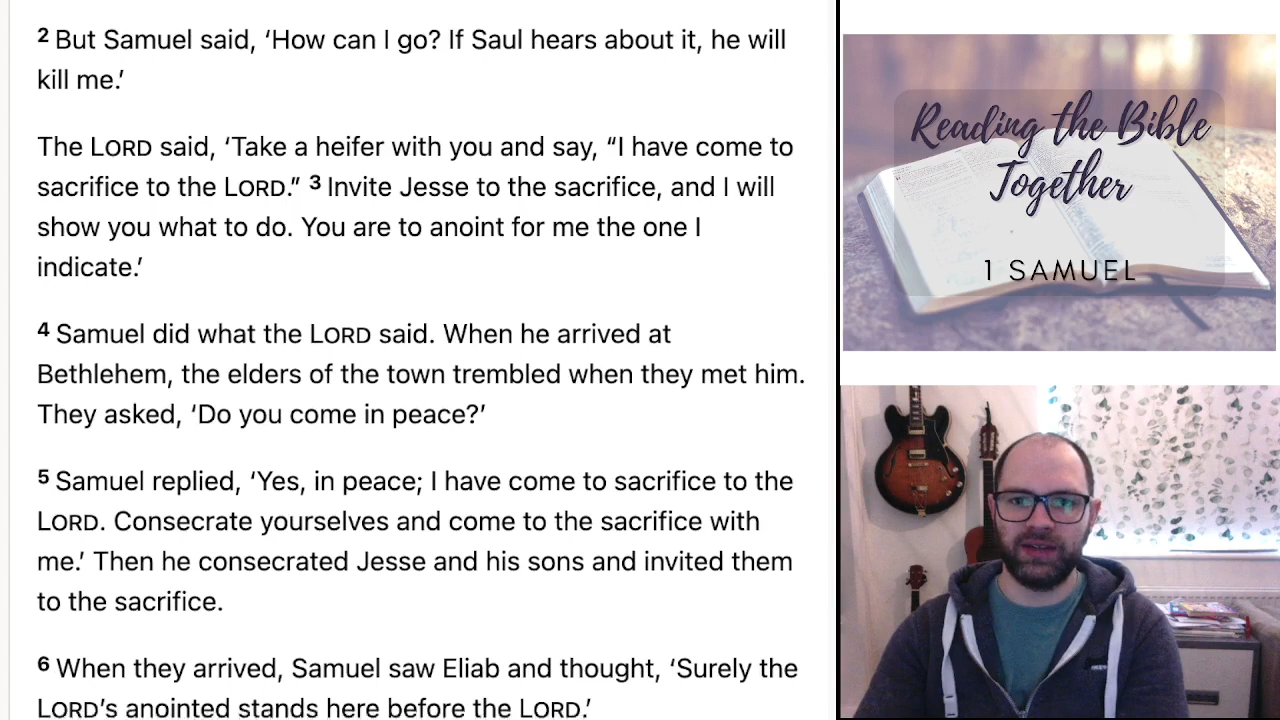 2 But Samuel said, ‘How can I go? If Saul hears about it, he will
kill me.’
The LORD said, ‘Take a heifer with you and say, “I have come to
sacrifice to the LORD.” 3 Invite Jesse to the sacrifice, and I will
show you what to do. You are to anoint for me the one I
indicate.’
4 Samuel did what the LORD said. When he arrived at
Bethlehem, the elders of the town trembled when they met him.
They asked, ‘Do you come in peace?’
5 Samuel replied, ‘Yes, in peace; I have come to sacrifice to the
LORD. Consecrate yourselves and come to the sacrifice with
me.’ Then he consecrated Jesse and his sons and invited them
to the sacrifice.
6 When they arrived, Samuel saw Eliab and thought, ‘Surely the
LORD’s anointed stands here before the LORD.’
Reading the Bible
Together
1 SAMUEL